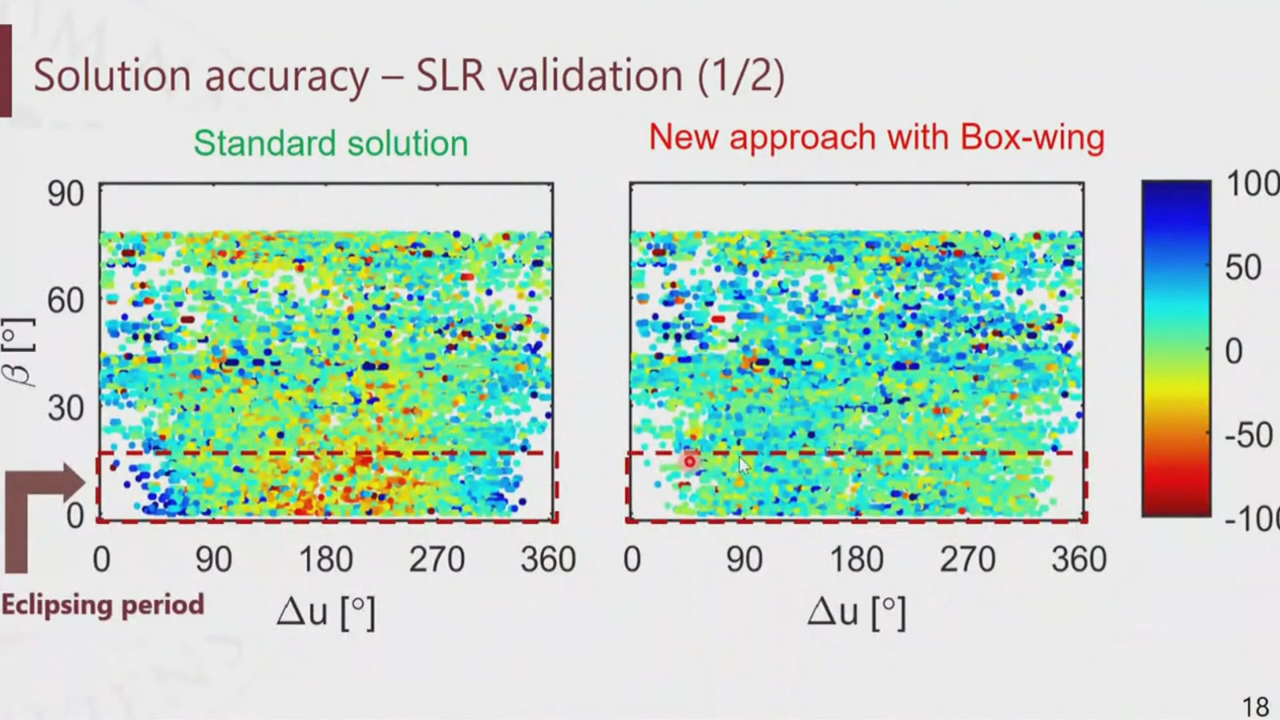 Solution accuracy – SLR validation (1/2)
Standard solution
New approach with Box-wing
90
60
30
0
β [°]
0 90 180 270 360
Δu [°]
0 90 180 270 360
Δu [°]
100
50
0
-50
-100
Eclipsing period
18